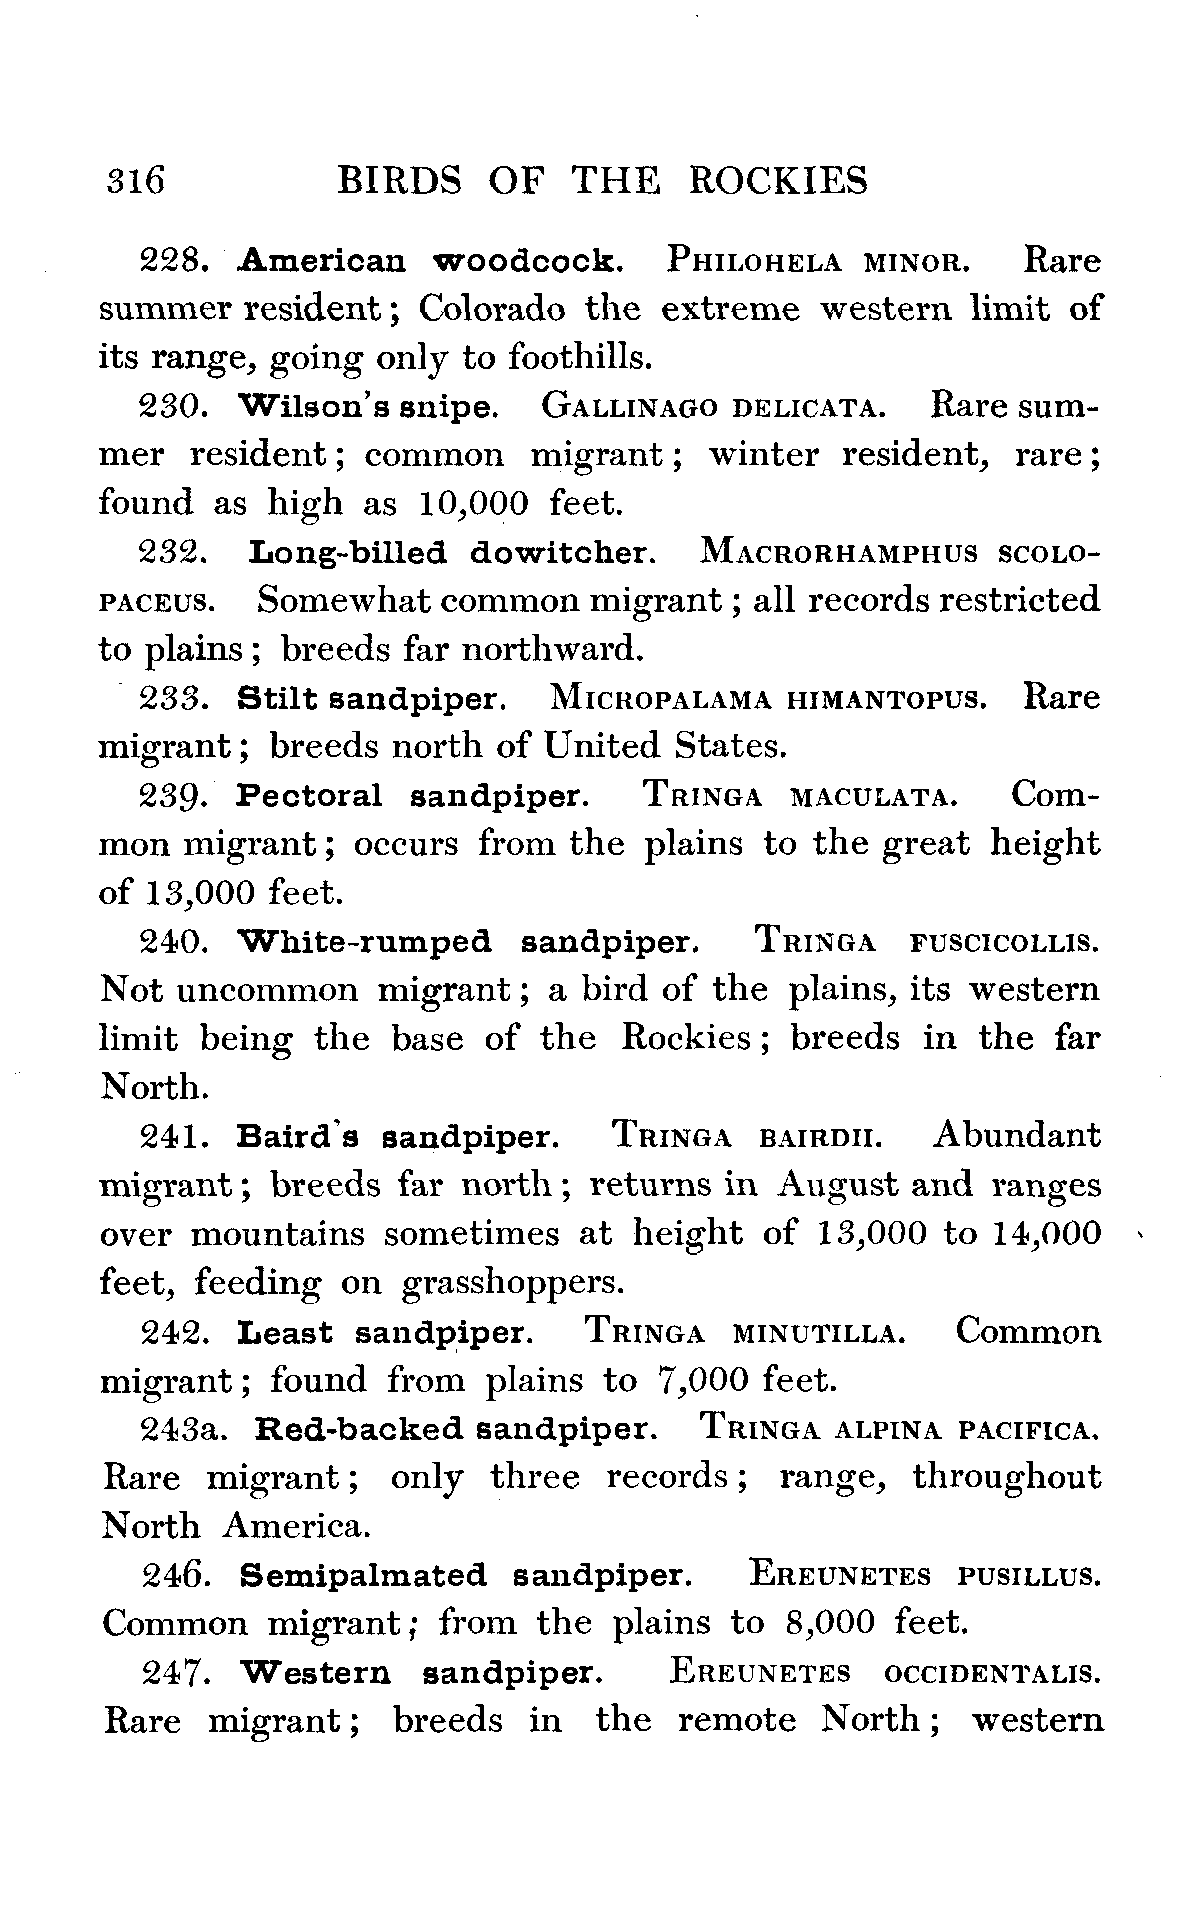 316 BIRDS OF THE ROCKIES
228. American woodcock. PHILOHELA MINOR. Rare
summer resident; Colorado the extreme western limit of
its range, going only to foothills.
230. Wilson's snipe. GALLINAGO DELICATA. Rare sum-
mer resident; common migrant; winter resident, rare;
found as high as 10,000 feet.
232. Long-billed dowitcher. MACRORHAMPHUS SCOLO-
PACEUS. Somewhat common migrant; all records restricted
to plains; breeds far northward.
233. Stilt sandpiper. MICROPALAMA HIMANTOPUS. Rare
migrant; breeds north of United States.
239. Pectoral sandpiper. TRINGA MACULATA. Com-
mon migrant; occurs from the plains to the great height
of 13,000 feet.
240. White-rumped sandpiper. TRINGA FUSCICOLLIS.
Not uncommon migrant; a bird of the plains, its western
limit being the base of the Rockies; breeds in the far
North.
241. Baird's sandpiper. TRINGA BAIRDII. Abundant
migrant; breeds far north; returns in August and ranges
over mountains sometimes at height of 13,000 to 14,000
feet, feeding on grasshoppers.
242. Least sandpiper. TRINGA MINUTILLA. Common
migrant; found from plains to 7,000 feet.
243a. Red-backed sandpiper. TRINGA ALPINA PACIFICA.
Rare migrant; only three records; range, throughout
North America.
246. Semipalmated sandpiper. EREUNETES PUSILLUS.
Common migrant; from the plains to 8,000 feet.
247. Western sandpiper. EREUNETES OCCIDENTALIS.
Rare migrant; breeds in the remote North; western